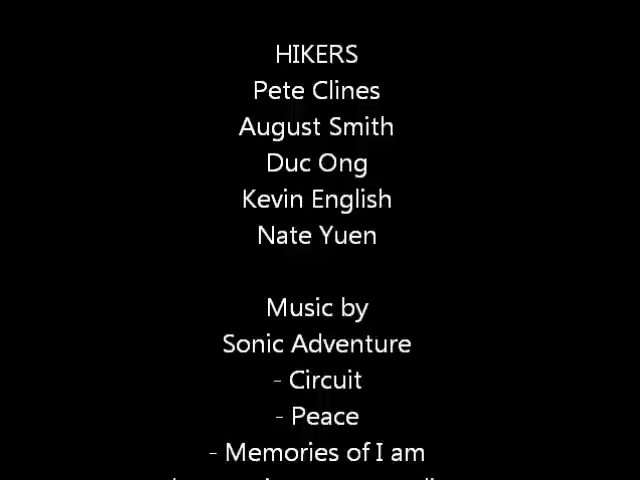 HIKERS
Pete Clines
August Smith
Duc Ong
Kevin English
Nate Yuen
Music by
Sonic Adventure
- Circuit
- Peace
- Memories of I am